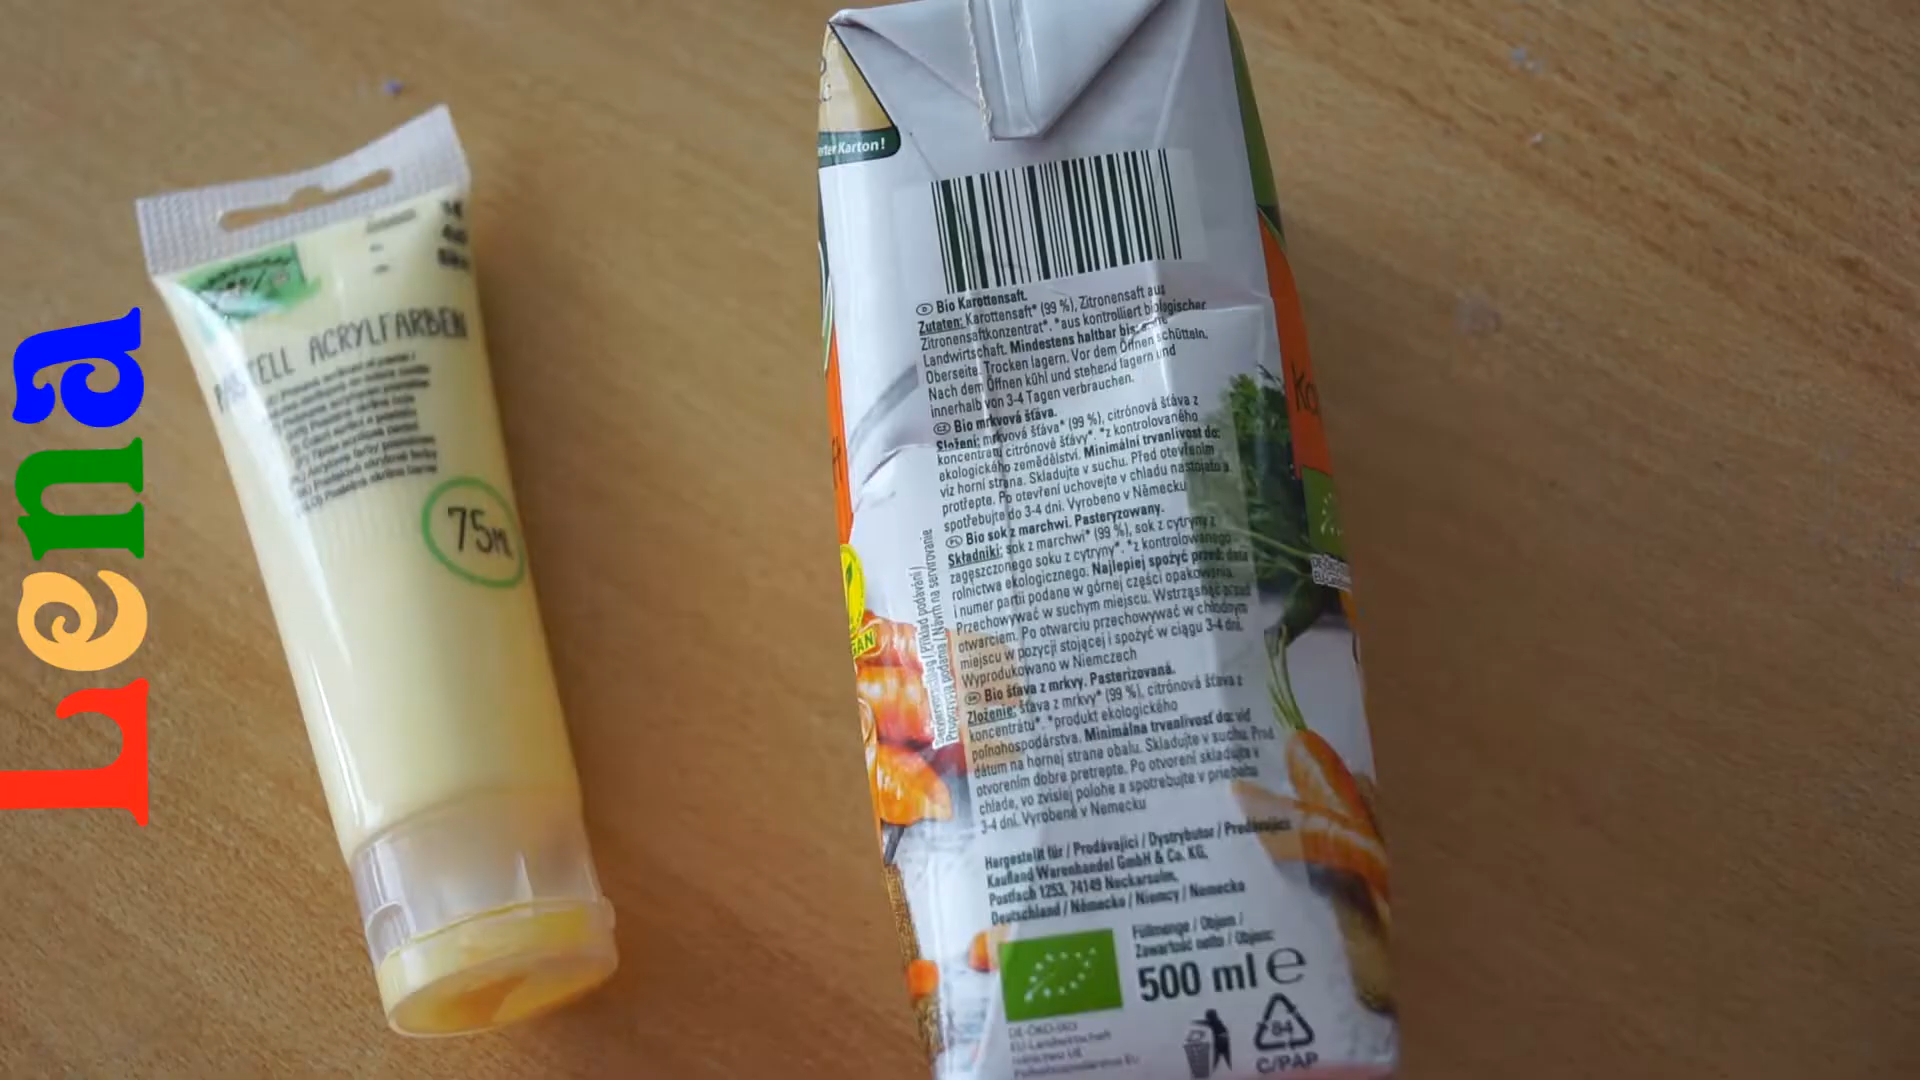 Lena
PASTELL ACRYLFARBEN
75ML
Karton!
Bio Karottensaft.
Zutaten: Karottensaft* (99 %), Zitronensaft aus
Zitronensaftkonzentrat*. *aus kontrolliert biologischer
Landwirtschaft. Mindestens haltbar bis: siehe
Oberseite. Trocken lagern. Vor dem Öffnen schütteln.
Nach dem Öffnen kühl und stehend lagern und
innerhalb von 3-4 Tagen verbrauchen.
CZ Bio mrkvová šťáva.
Složení: mrkvová šťáva* (99 %), citrónová šťáva z
koncentrátu citrónové šťávy*. *z kontrolovaného
ekologického zemědělství. Minimální trvanlivost do:
viz horní strana. Skladujte v suchu. Před otevřením
protřepte. Po otevření uchovejte v chladu nastojato a
spotřebujte do 3-4 dní. Vyrobeno v Německu
PL Bio sok z marchwi. Pasteryzowany.
Składniki: sok z marchwi* (99 %), sok z cytryny z
zagęszczonego soku z cytryny*. *z kontrolowanego
rolnictwa ekologicznego. Najlepiej spożyć przed: data
i numer partii podane w górnej części opakowania.
Przechowywać w suchym miejscu. Wstrząsnąć przed
otwarciem. Po otwarciu przechowywać w chłodnym
miejscu w pozycji stojącej i spożyć w ciągu 3-4 dni.
Wyprodukowano w Niemczech
SK Bio šťava z mrkvy. Pasterizovaná.
Zloženie: šťava z mrkvy* (99 %), citrónová šťava z
koncentrátu*. *produkt ekologického
poľnohospodárstva. Minimálna trvanlivosť do: viď
dátum na hornej strane obalu. Skladujte v suchu. Pred
otvorením dobre pretrepte. Po otvorení skladujte v
chlade, vo zvislej polohe a spotrebujte v priebehu
3-4 dní. Vyrobené v Nemecku
Hergestellt für / Prodávající / Dystrybutor / Predávajúci:
Kaufland Warenhandel GmbH & Co. KG,
Postfach 1253, 74149 Neckarsulm,
Deutschland / Německo / Niemcy / Nemecko
Füllmenge / Objem /
Zawartość netto / Objem:
500 ml e
84
C/PAP
EU-Landwirtschaft